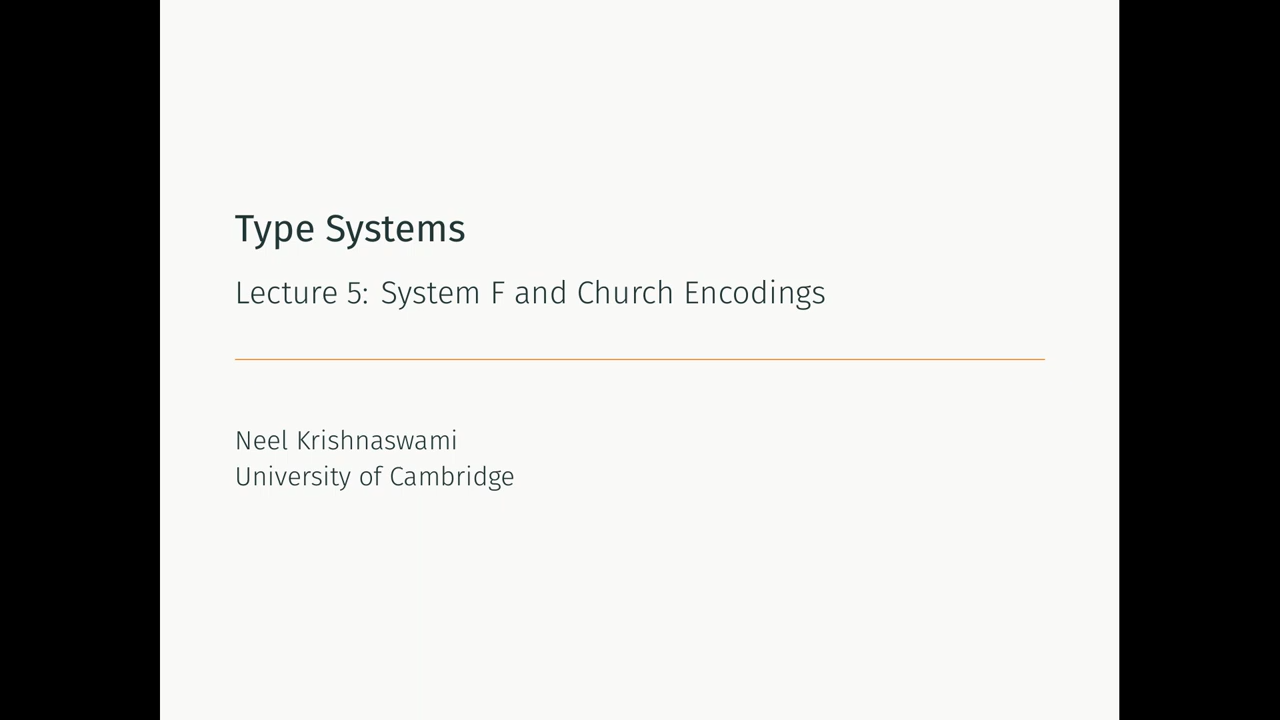 Type Systems
Lecture 5: System F and Church Encodings
Neel Krishnaswami
University of Cambridge